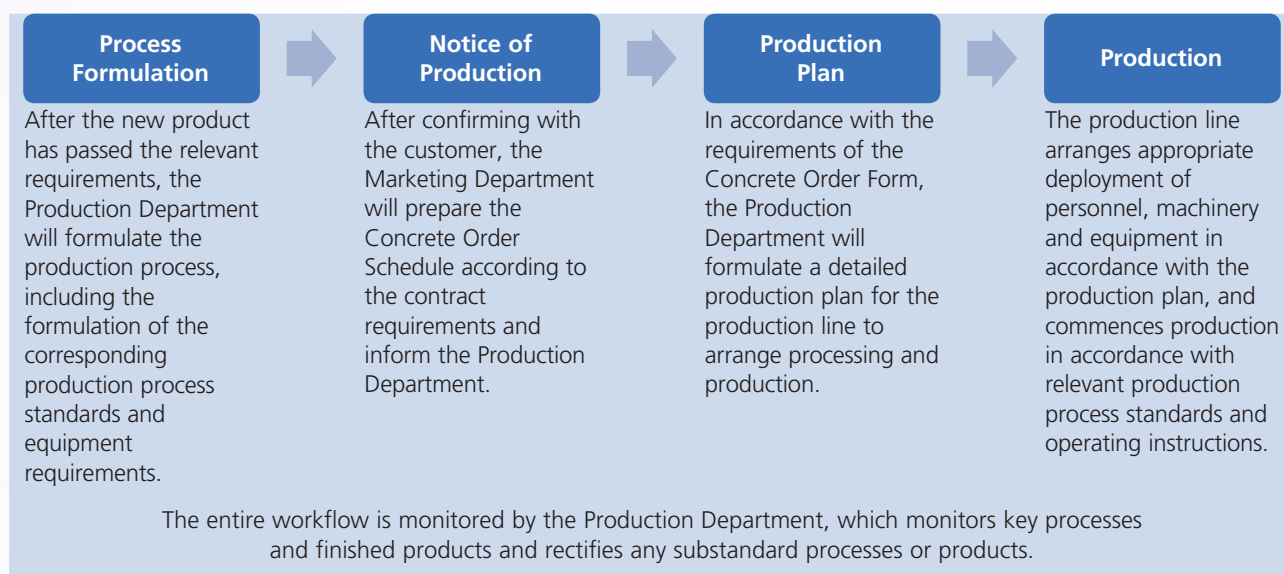 Process
Formulation
After the new product
has passed the relevant
requirements, the
Production Department
will formulate the
production process,
including the
formulation of the
corresponding
production process
standards and
equipment
requirements.
Notice of
Production
After confirming with
the customer, the
Marketing Department
will prepare the
Concrete Order
Schedule according to
the contract
requirements and
inform the Production
Department.
Production
Plan
In accordance with the
requirements of the
Concrete Order Form,
the Production
Department will
formulate a detailed
production plan for the
production line to
arrange processing and
production.
Production
The production line
arranges appropriate
deployment of
personnel, machinery
and equipment in
accordance with the
production plan, and
commences production
in accordance with
relevant production
process standards and
operating instructions.
The entire workflow is monitored by the Production Department, which monitors key processes
and finished products and rectifies any substandard processes or products.